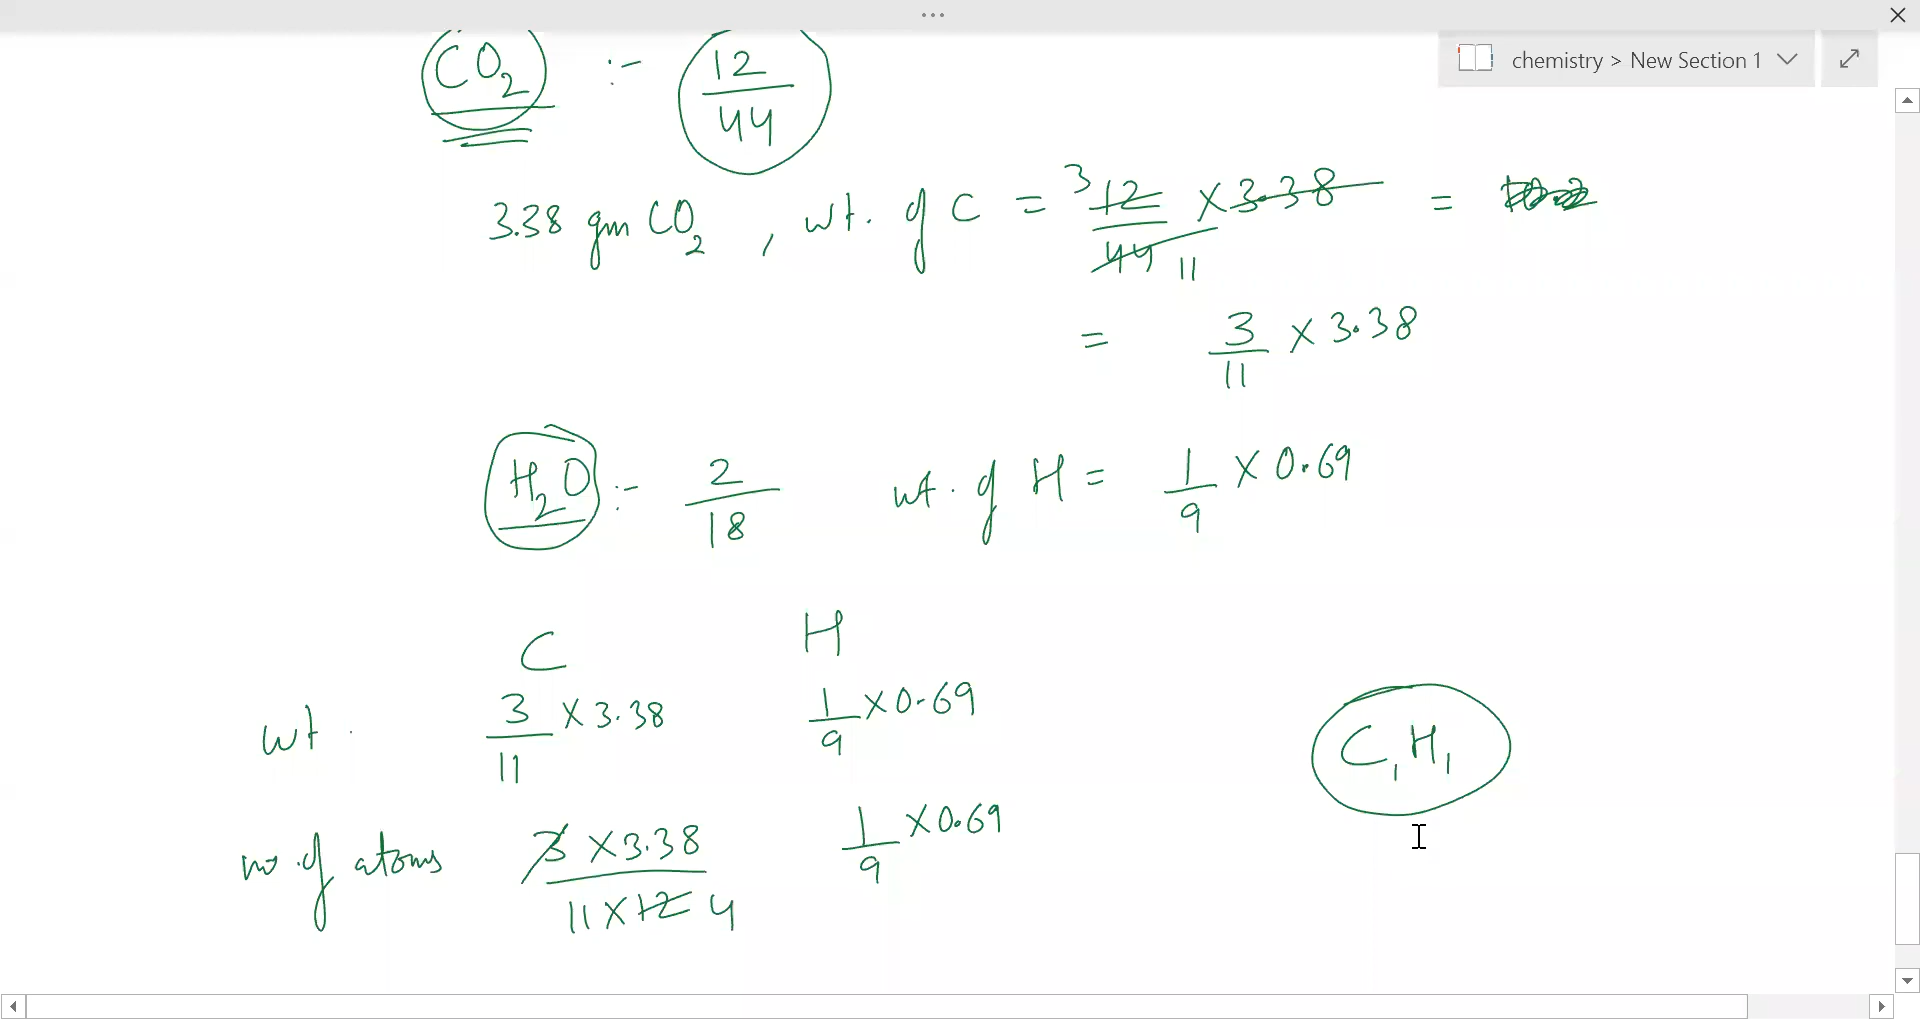 ...
chemistry > New Section 1
CO2 :- 12/44
3.38 gm CO2, wt. of C = 3 12/44 11 × 3.38 =
= 3/11 × 3.38
H2O :- 2/18 wt. of H = 1/9 × 0.69
C H
wt. 3/11 × 3.38 1/9 × 0.69
C1H1
no. of atoms 3 × 3.38/11 × 12 4 1/9 × 0.69